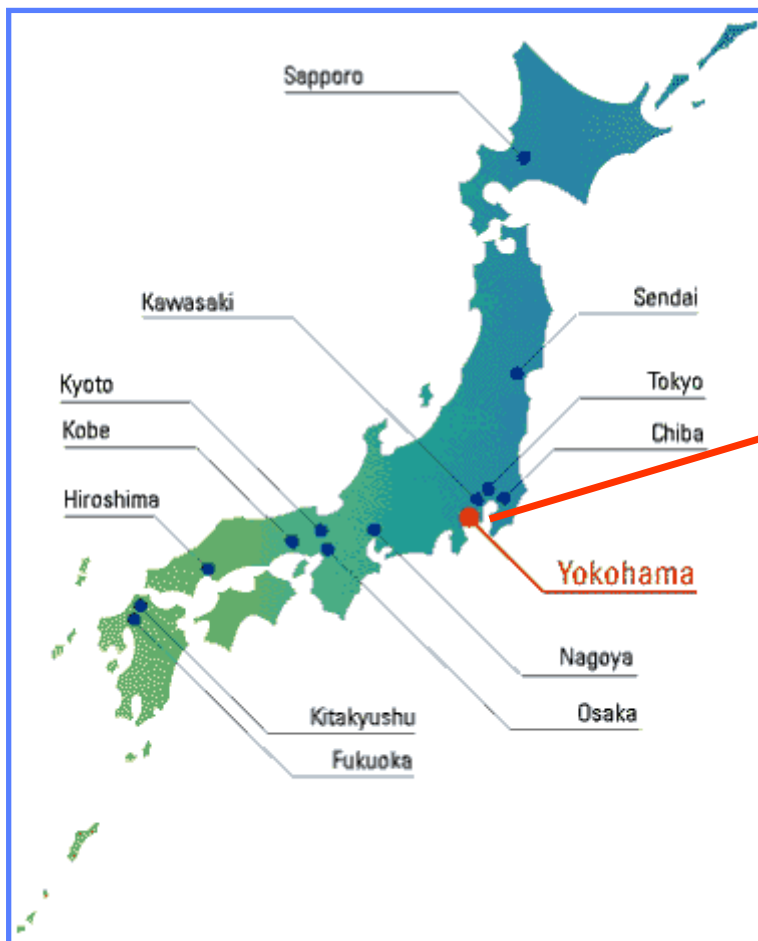 Sapporo
Kawasaki
Sendai
Kyoto
Tokyo
Kobe
Chiba
Hiroshima
Yokohama
Nagoya
Kitakyushu
Osaka
Fukuoka